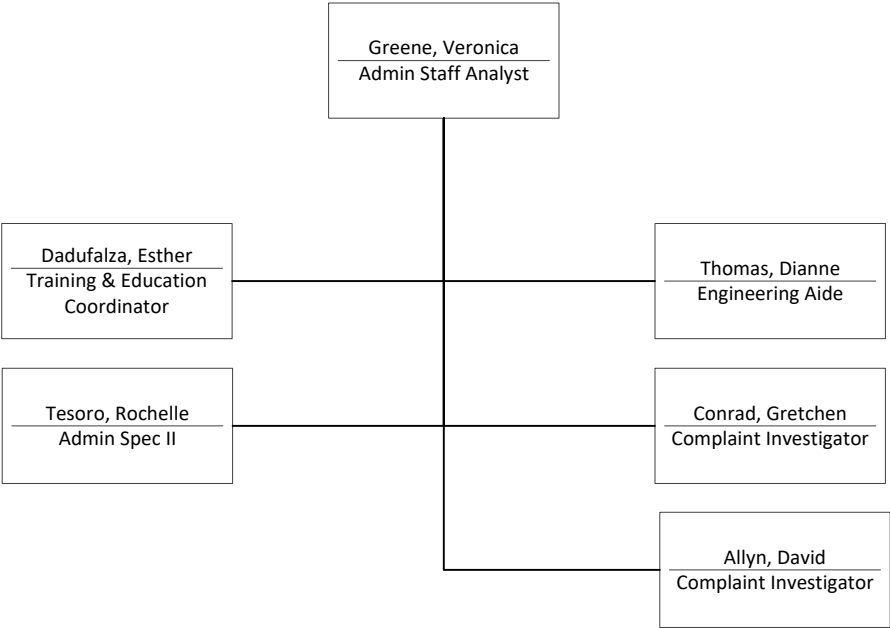 Greene, Veronica
Admin Staff Analyst
Dadufalza, Esther
Training & Education
Coordinator
Thomas, Dianne
Engineering Aide
Tesoro, Rochelle
Admin Spec II
Conrad, Gretchen
Complaint Investigator
Allyn, David
Complaint Investigator